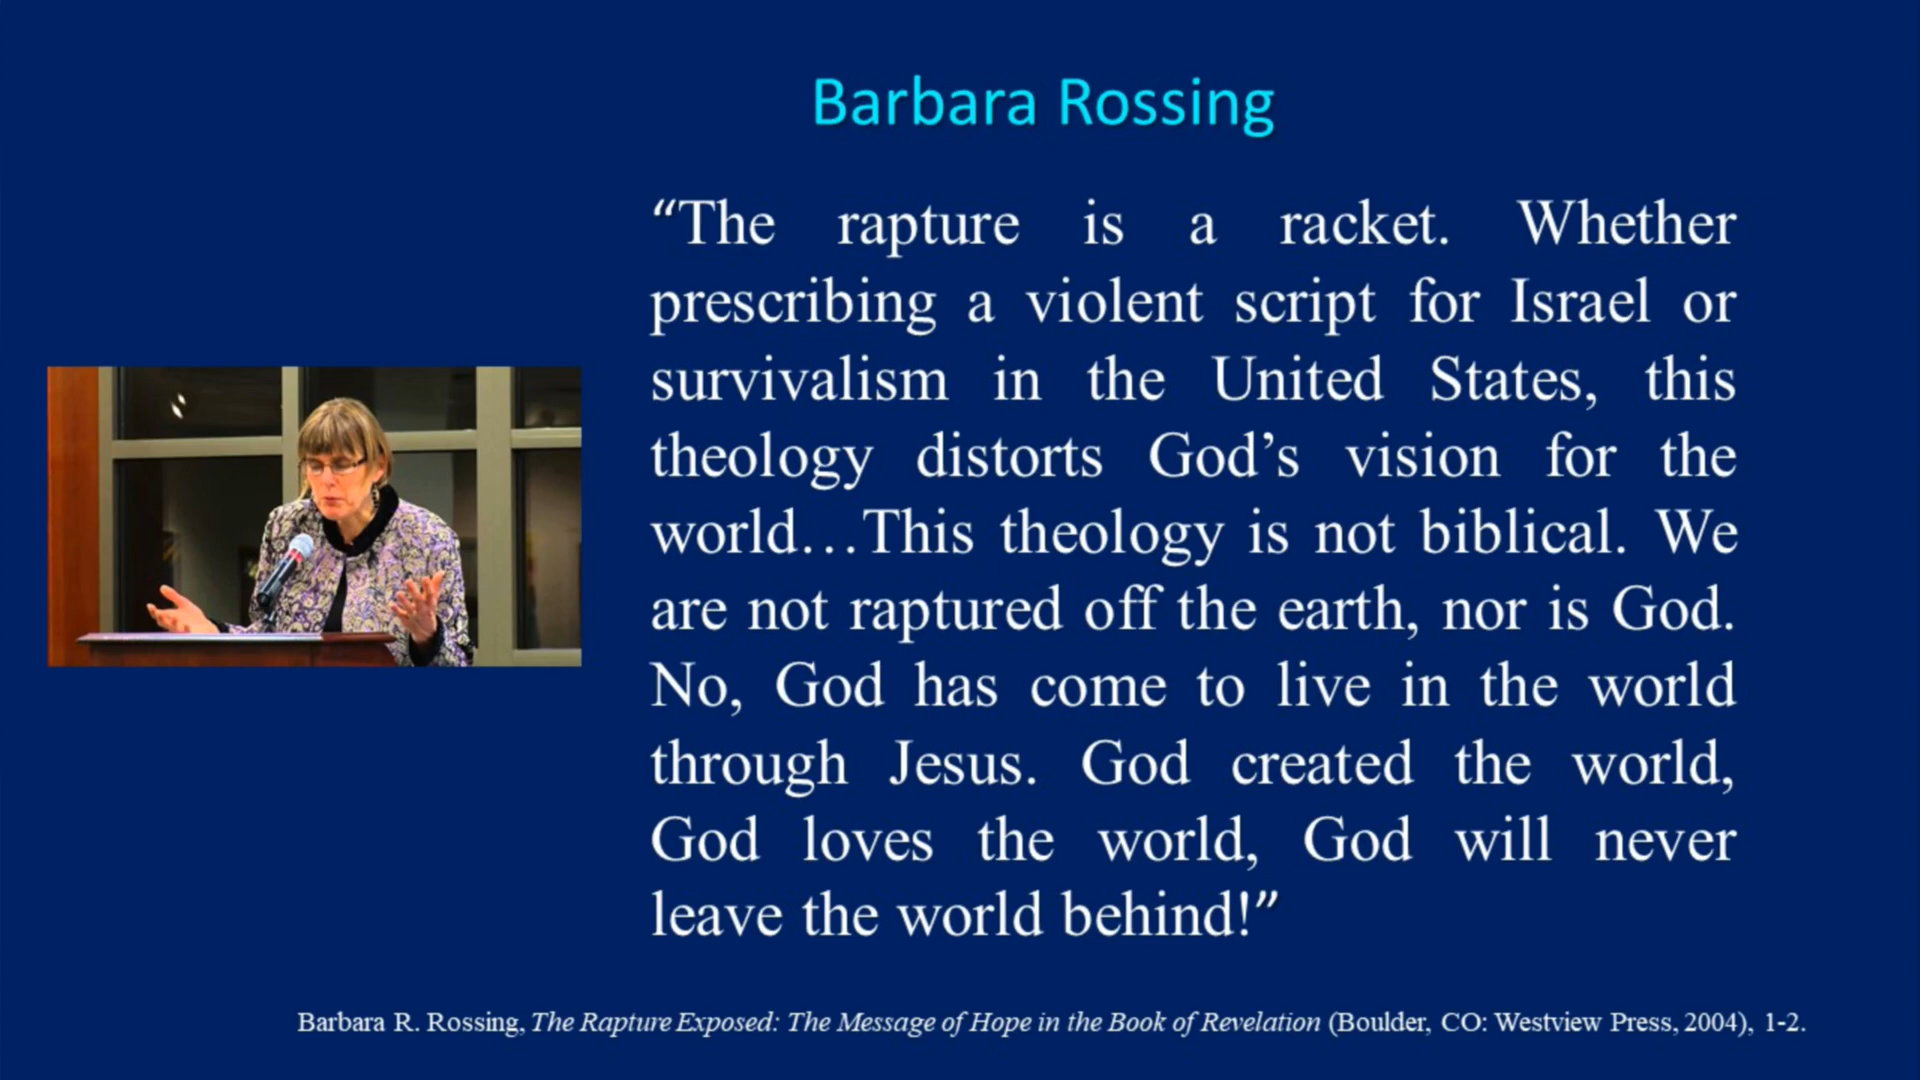 Barbara Rossing
“The rapture is a racket. Whether
prescribing a violent script for Israel or
survivalism in the United States, this
theology distorts God’s vision for the
world…This theology is not biblical. We
are not raptured off the earth, nor is God.
No, God has come to live in the world
through Jesus. God created the world,
God loves the world, God will never
leave the world behind!”
Barbara R. Rossing, The Rapture Exposed: The Message of Hope in the Book of Revelation (Boulder, CO: Westview Press, 2004), 1-2.